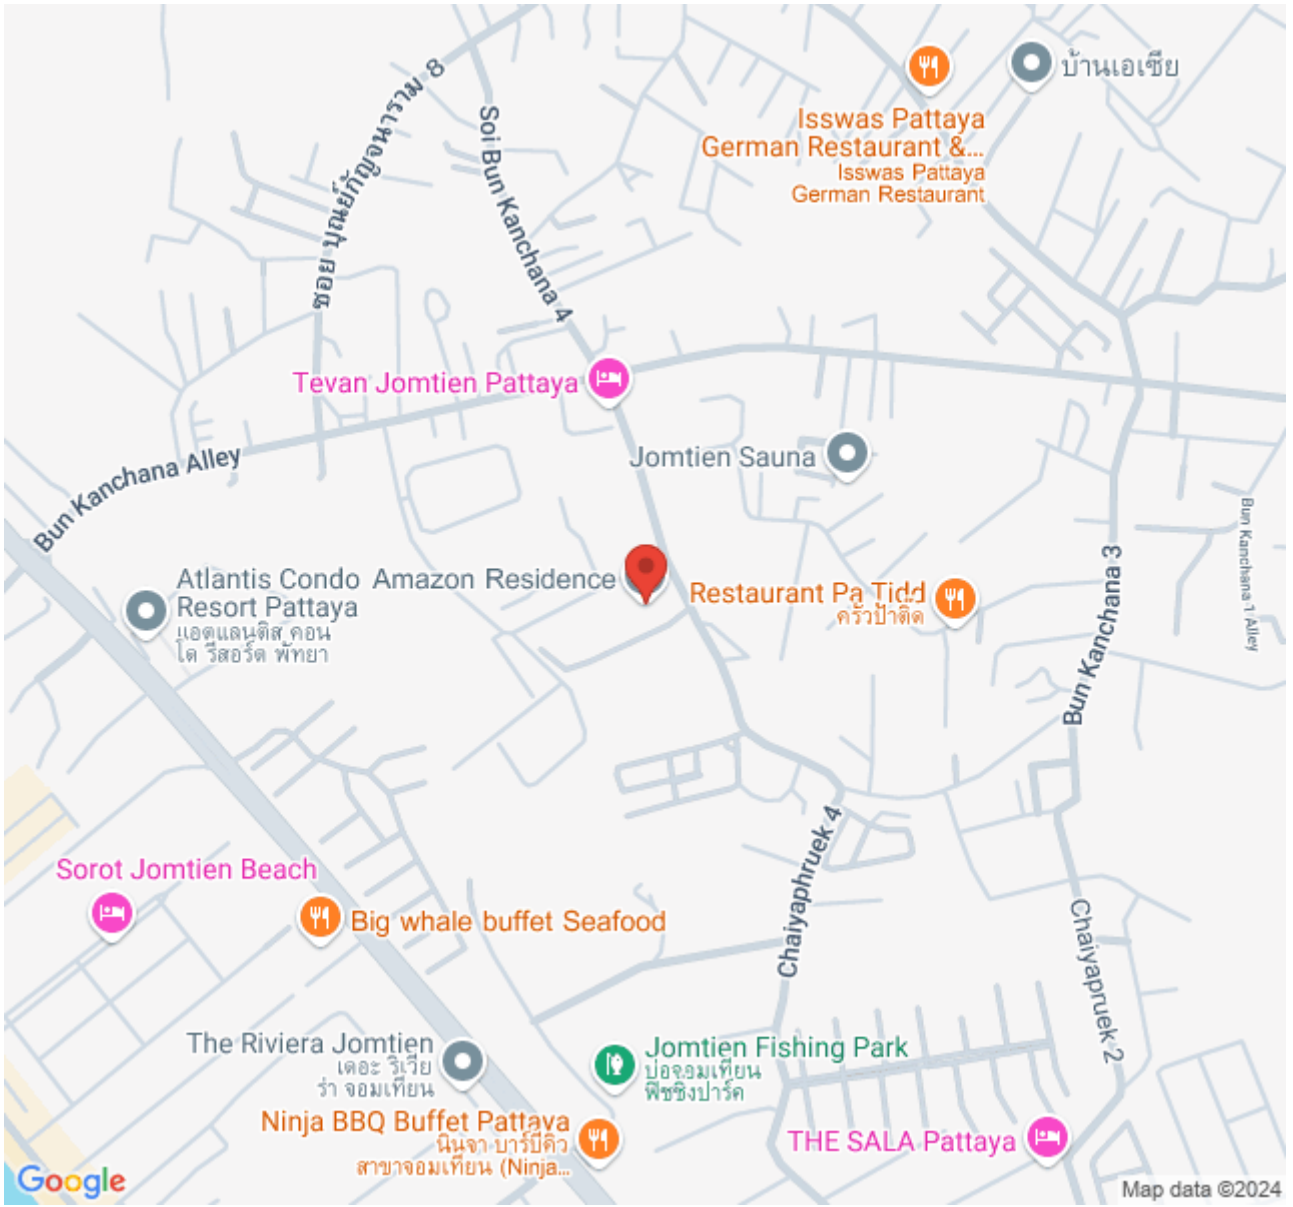 ซอย บุณย์กัญจนาราม 8
Soi Bun Kanchana 4
Isswas Pattaya
German Restaurant &...
Isswas Pattaya
German Restaurant
บ้านเอเชีย
Tevan Jomtien Pattaya
Jomtien Sauna
Bun Kanchana Alley
Bun Kanchana 3
Bun Kanchana 1 Alley
Atlantis Condo
Resort Pattaya
แอตแลนติส คอน
โด รีสอร์ต พัทยา
Amazon Residence
Restaurant Pa Tidd
ครัวป้าติ๊ด
Sorot Jomtien Beach
Big whale buffet Seafood
Chaiyaphruek 4
Chaiyapruek 2
The Riviera Jomtien
เดอะ ริเวีย
ร่า จอมเทียน
Jomtien Fishing Park
บ่อจอมเทียน
ฟิชชิ่งปาร์ค
Ninja BBQ Buffet Pattaya
นินจา บาร์บีคิว
สาขาจอมเทียน (Ninja...
THE SALA Pattaya
Google
Map data ©2024